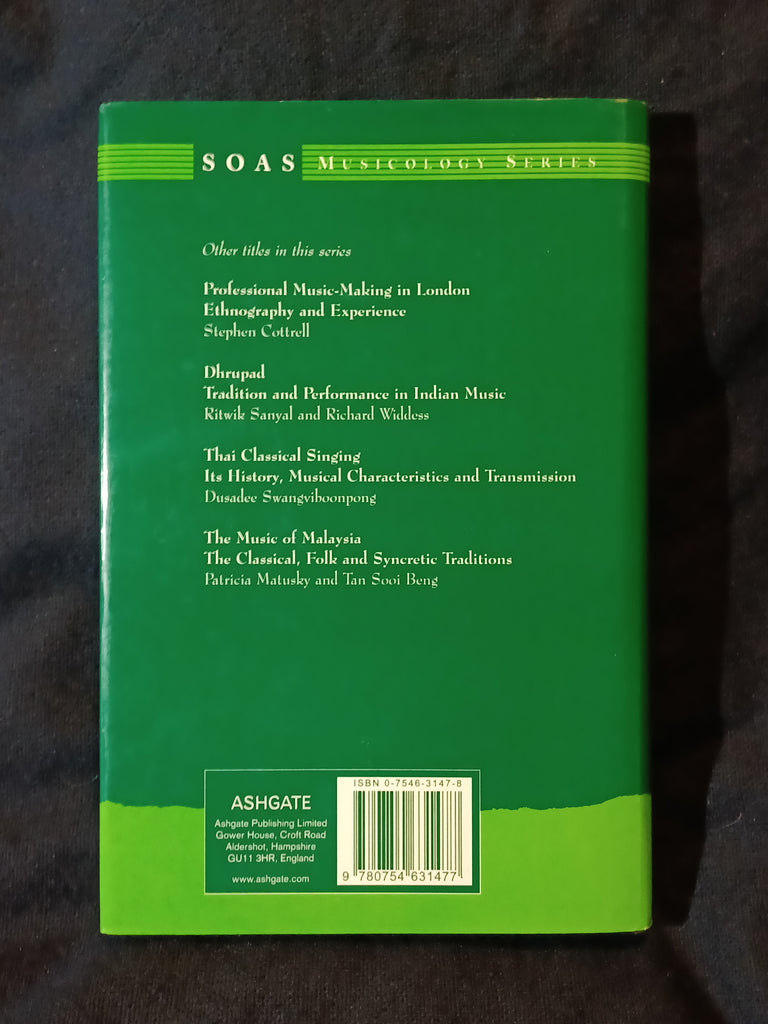 SOAS MUSICOLOGY SERIES
Other titles in this series
Professional Music-Making in London
Ethnography and Experience
Stephen Cottrell
Dhrupad
Tradition and Performance in Indian Music
Ritwik Sanyal and Richard Widdess
Thai Classical Singing
Its History, Musical Characteristics and Transmission
Dusadee Swangviboonpong
The Music of Malaysia
The Classical, Folk and Syncretic Traditions
Patricia Matusky and Tan Sooi Beng
ASHGATE
Ashgate Publishing Limited
Gower House, Croft Road
Aldershot, Hampshire
GU11 3HR, England
www.ashgate.com
ISBN 0-7546-3147-8
9 780754 631477